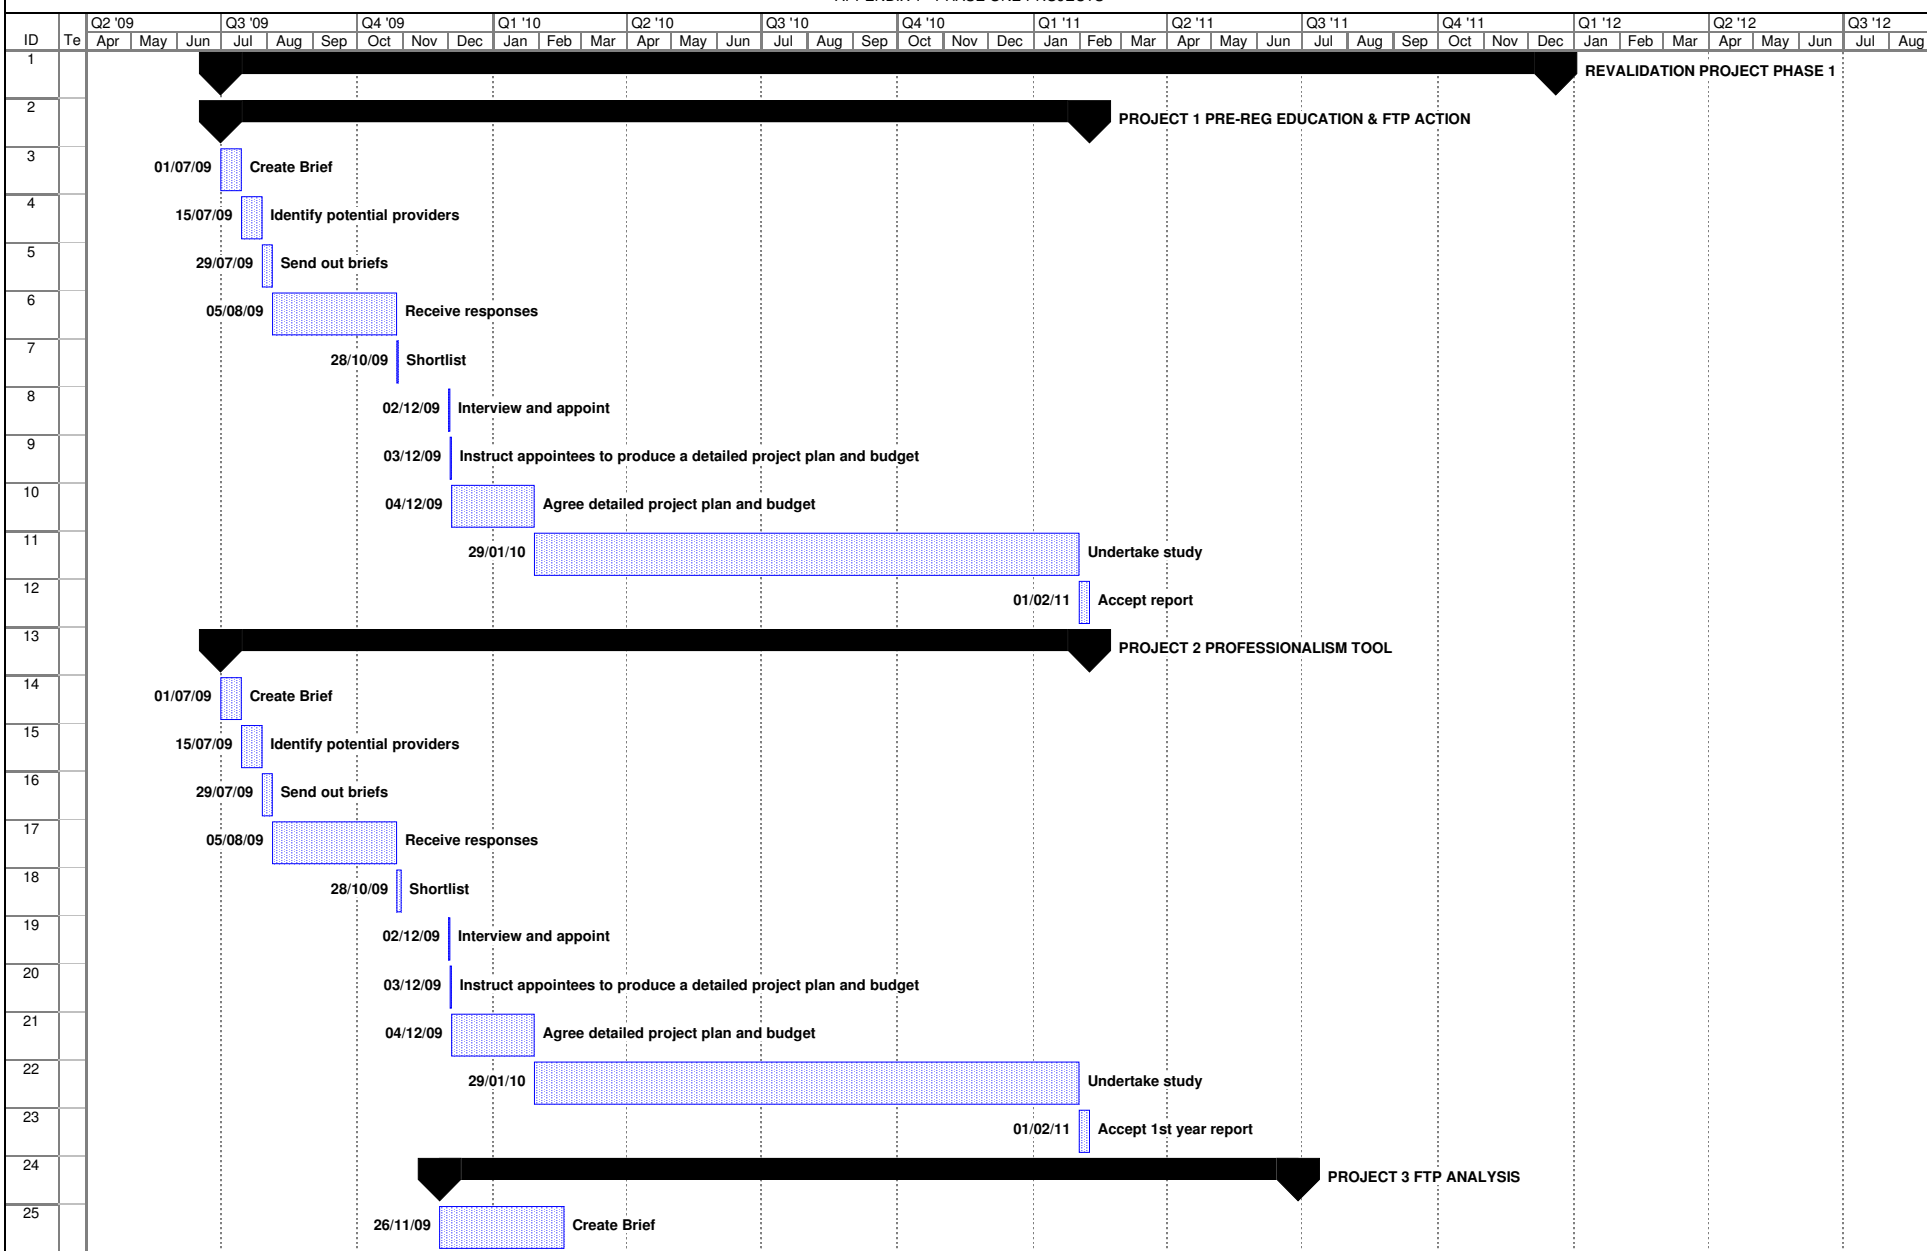 Q2 '09 Q3 '09 Q4 '09 Q1 '10 Q2 '10 Q3 '10 Q4 '10 Q1 '11 Q2 '11 Q3 '11 Q4 '11 Q1 '12 Q2 '12 Q3 '12
ID Te Apr May Jun Jul Aug Sep Oct Nov Dec Jan Feb Mar Apr May Jun Jul Aug Sep Oct Nov Dec Jan Feb Mar Apr May Jun Jul Aug Sep Oct Nov Dec Jan Feb Mar Apr May Jun Jul Aug
1 REVALIDATION PROJECT PHASE 1
2 PROJECT 1 PRE-REG EDUCATION & FTP ACTION
3 01/07/09 Create Brief
4 15/07/09 Identify potential providers
5 29/07/09 Send out briefs
6 05/08/09 Receive responses
7 28/10/09 Shortlist
8 02/12/09 Interview and appoint
9 03/12/09 Instruct appointees to produce a detailed project plan and budget
10 04/12/09 Agree detailed project plan and budget
11 29/01/10 Undertake study
12 01/02/11 Accept report
13 PROJECT 2 PROFESSIONALISM TOOL
14 01/07/09 Create Brief
15 15/07/09 Identify potential providers
16 29/07/09 Send out briefs
17 05/08/09 Receive responses
18 28/10/09 Shortlist
19 02/12/09 Interview and appoint
20 03/12/09 Instruct appointees to produce a detailed project plan and budget
21 04/12/09 Agree detailed project plan and budget
22 29/01/10 Undertake study
23 01/02/11 Accept 1st year report
24 PROJECT 3 FTP ANALYSIS
25 26/11/09 Create Brief